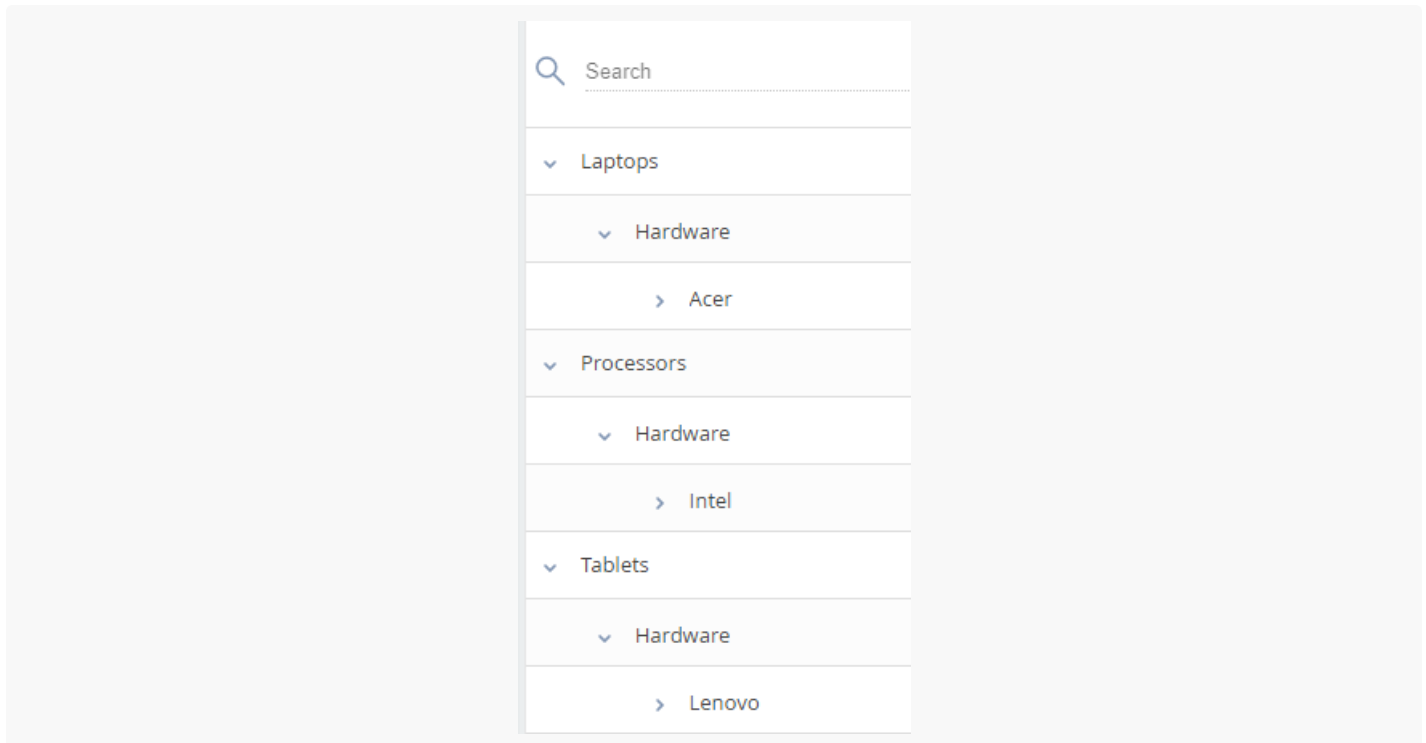 Search
Laptops
Hardware
Acer
Processors
Hardware
Intel
Tablets
Hardware
Lenovo